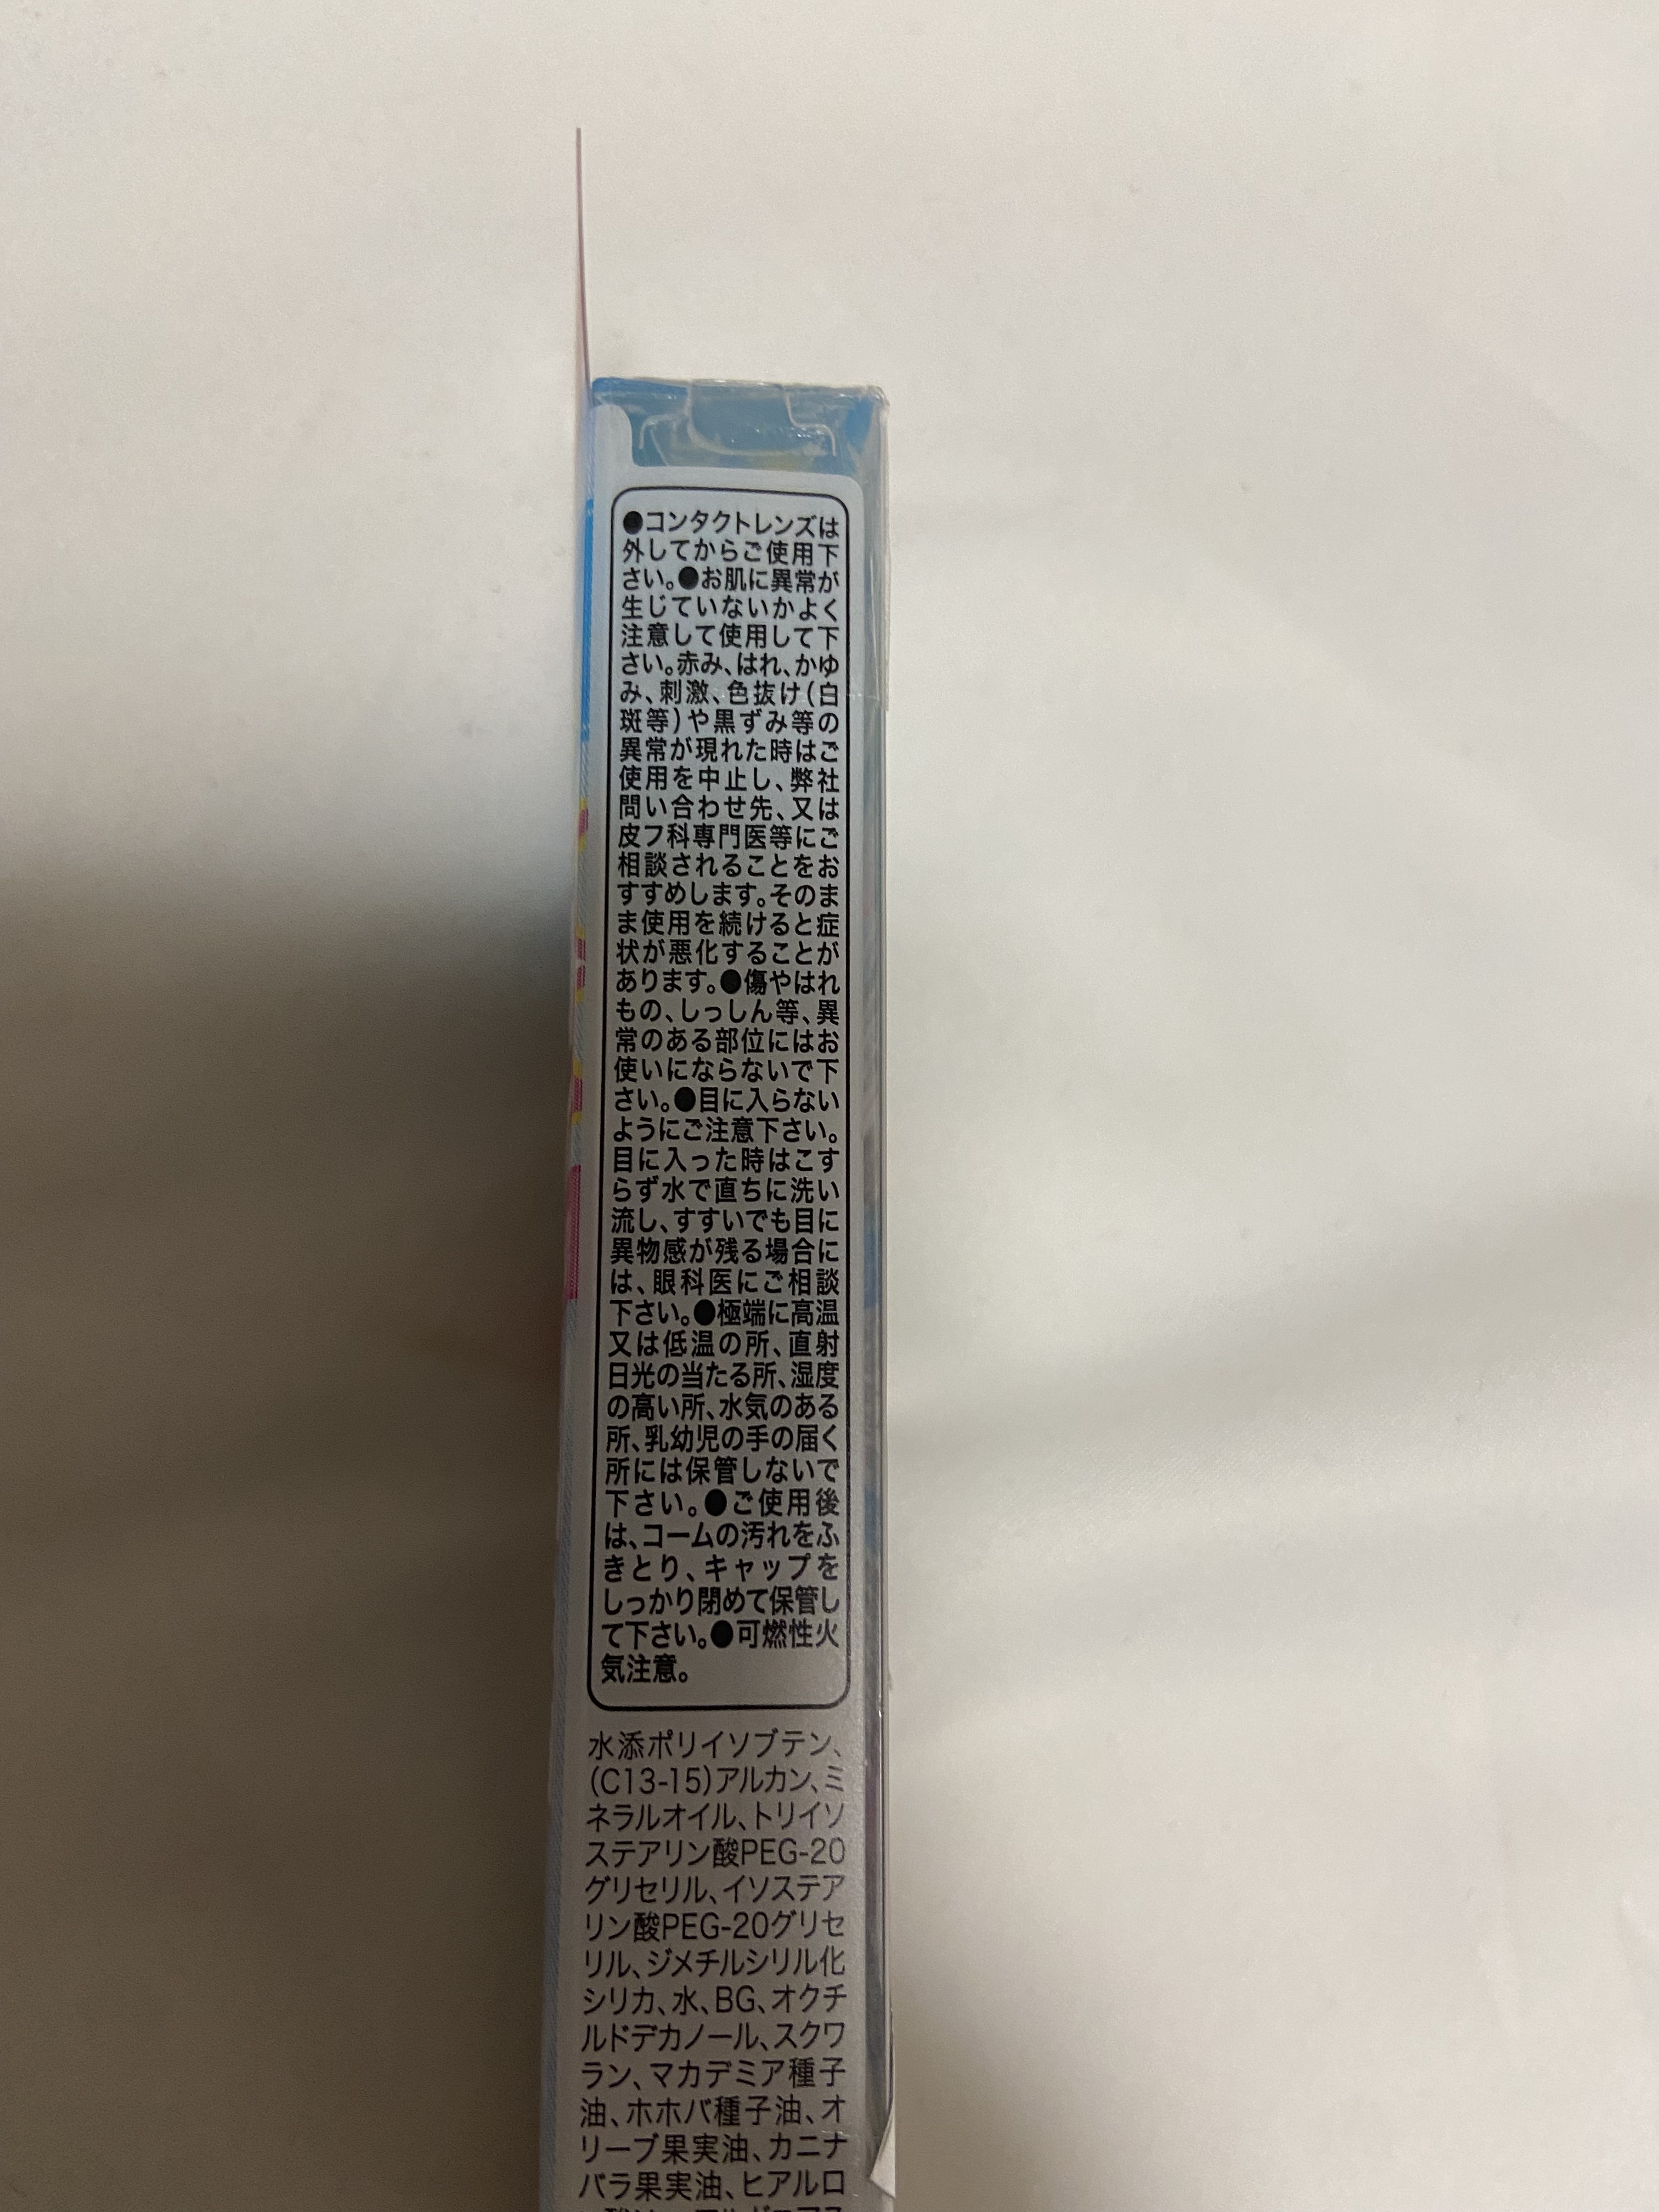 ●コンタクトレンズは
外してからご使用下
さい。●お肌に異常が
生じていないかよく
注意して使用して下
さい。赤み、はれ、かゆ
み、刺激、色抜け(白
斑等)や黒ずみ等の
異常が現れた時はご
使用を中止し、弊社
問い合わせ先、又は
皮フ科専門医等にご
相談されることをお
すすめします。そのま
ま使用を続けると症
状が悪化することが
あります。●傷やはれ
もの、しっしん等、異
常のある部位にはお
使いにならないで下
さい。●目に入らない
ようにご注意下さい。
目に入った時はこす
らず水で直ちに洗い
流し、すすいでも目に
異物感が残る場合に
は、眼科医にご相談
下さい。●極端に高温
又は低温の所、直射
日光の当たる所、湿度
の高い所、水気のある
所、乳幼児の手の届く
所には保管しないで
下さい。●ご使用後
は、コームの汚れをふ
きとり、キャップを
しっかり閉めて保管し
て下さい。●可燃性火
気注意。
水添ポリイソブテン、
(C13-15)アルカン、ミ
ネラルオイル、トリイソ
ステアリン酸PEG-20
グリセリル、イソステア
リン酸PEG-20グリセ
リル、ジメチルシリル化
シリカ、水、BG、オクチ
ルドデカノール、スクワ
ラン、マカデミア種子
油、ホホバ種子油、オ
リーブ果実油、カニナ
バラ果実油、ヒアルロ